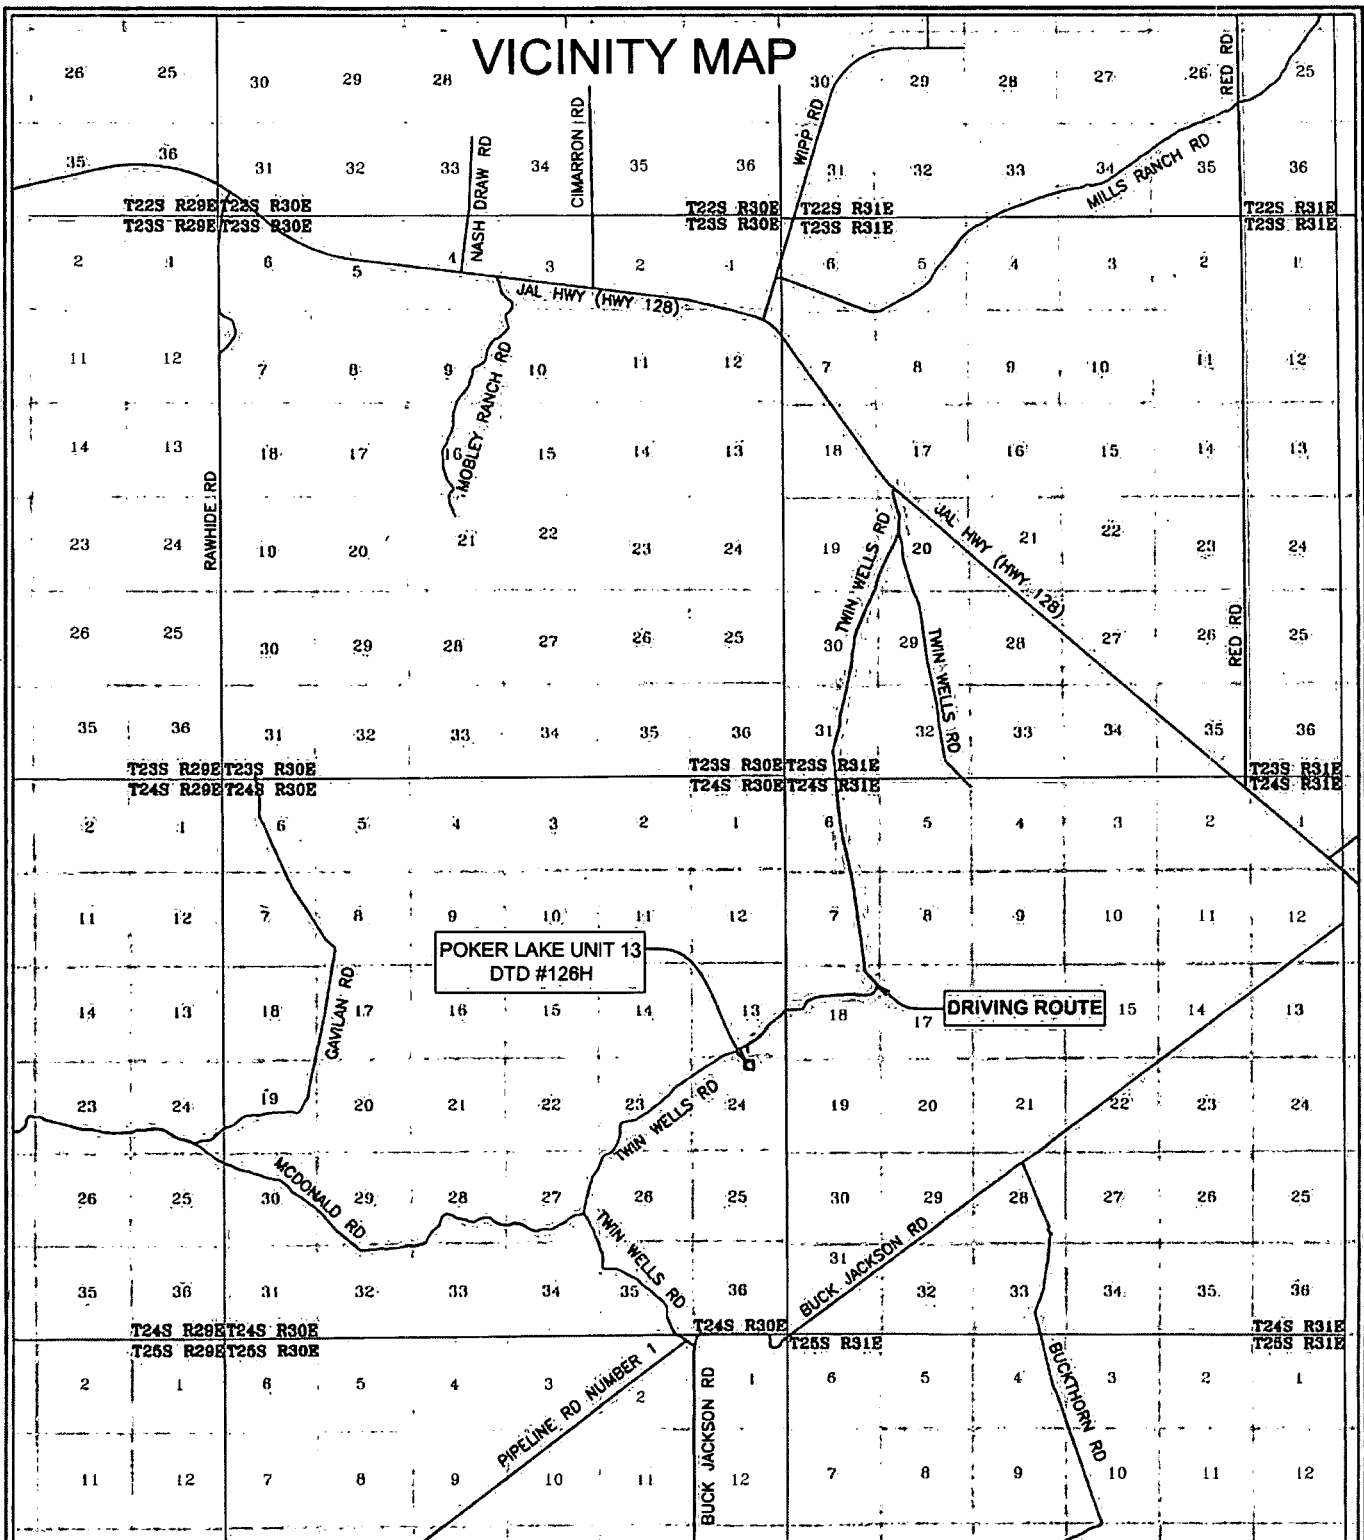 VICINITY MAP
26 25 30 29 28 30 29 28 27 26 25
RED RD
CIMARRON RD
WIPP RD
NASH DRAW RD
35 36 31 32 33 34 35 36 31 32 33 34 35 36
MILLS RANCH RD
T22S R29E T22S R30E T22S R30E T22S R31E T22S R31E
T23S R29E T23S R30E T23S R30E T23S R31E T23S R31E
2 1 6 5 4 3 2 1 6 5 4 3 2 1
JAL HWY (HWY 128)
11 12 7 8 9 10 11 12 7 8 9 10 11 12
MOBLEY RANCH RD
14 13 18 17 16 15 14 13 18 17 16 15 14 13
RAWHIDE RD
TWIN WELLS RD
JAL HWY (HWY 128)
23 24 19 20 21 22 23 24 19 20 21 22 23 24
26 25 30 29 28 27 26 25 30 29 28 27 26 25
TWIN WELLS RD
RED RD
35 36 31 32 33 34 35 36 31 32 33 34 35 36
T23S R29E T23S R30E T23S R30E T23S R31E T23S R31E
T24S R29E T24S R30E T24S R30E T24S R31E T24S R31E
2 1 6 5 4 3 2 1 6 5 4 3 2 1
11 12 7 8 9 10 11 12 7 8 9 10 11 12
POKER LAKE UNIT 13
DTD #126H
GAVILAN RD
DRIVING ROUTE
14 13 18 17 16 15 14 13 18 17 15 14 13
23 24 19 20 21 22 23 24 19 20 21 22 23 24
TWIN WELLS RD
26 25 30 29 28 27 26 25 30 29 28 27 26 25
MCDONALD RD
TWIN WELLS RD
BUCK JACKSON RD
35 36 31 32 33 34 35 36 31 32 33 34 35 36
T24S R29E T24S R30E T24S R30E T24S R31E
T25S R29E T25S R30E T25S R31E T25S R31E
2 1 6 5 4 3 2 1 6 5 4 3 2 1
PIPELINE RD NUMBER 1
BUCK JACKSON RD
BUCKTHORN RD
11 12 7 8 9 10 11 12 7 8 9 10 11 12